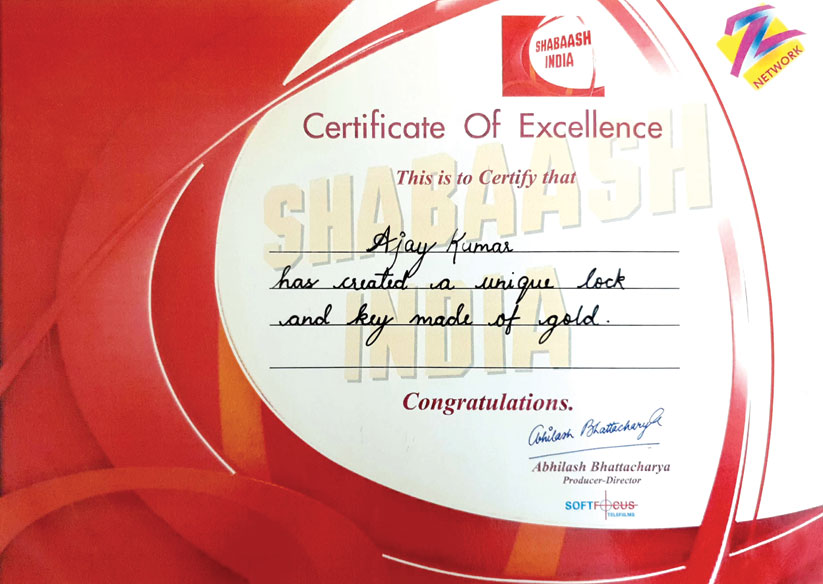 SHABAASH
INDIA
Z
NETWORK
Certificate Of Excellence
This is to Certify that
SHABAASH
INDIA
Ajay Kumar
has created a unique lock
and key made of gold.
Congratulations.
Abhilash Bhattacharya
Abhilash Bhattacharya
Producer-Director
SOFTFOCUS
TELEFILMS